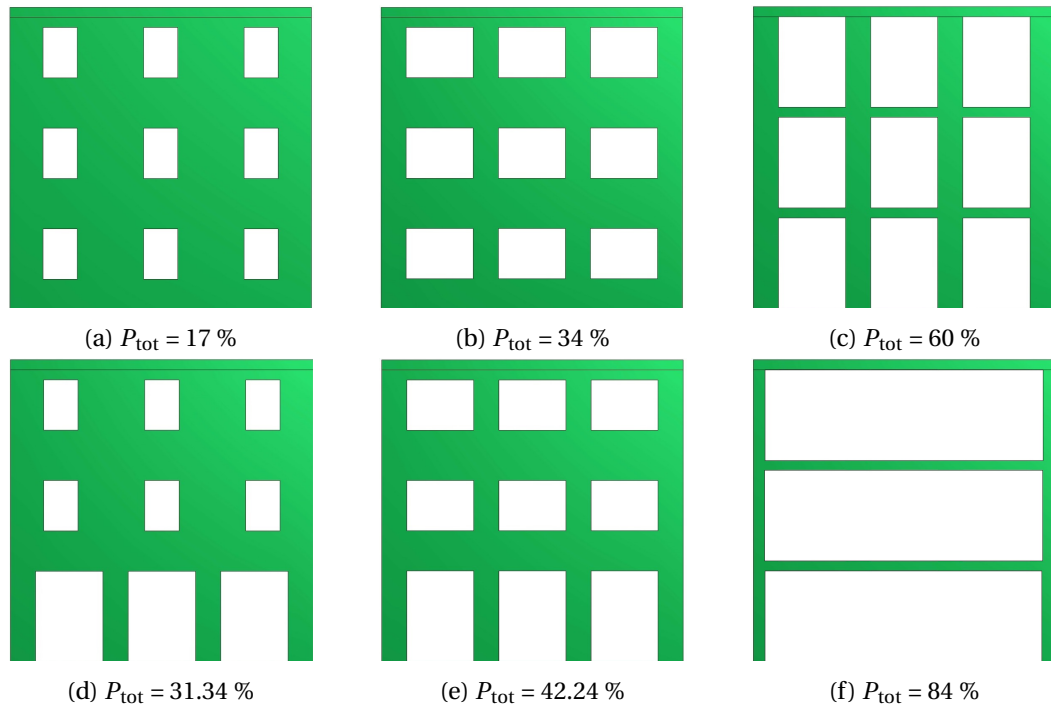 (a) P_tot = 17 %
(b) P_tot = 34 %
(c) P_tot = 60 %
(d) P_tot = 31.34 %
(e) P_tot = 42.24 %
(f) P_tot = 84 %